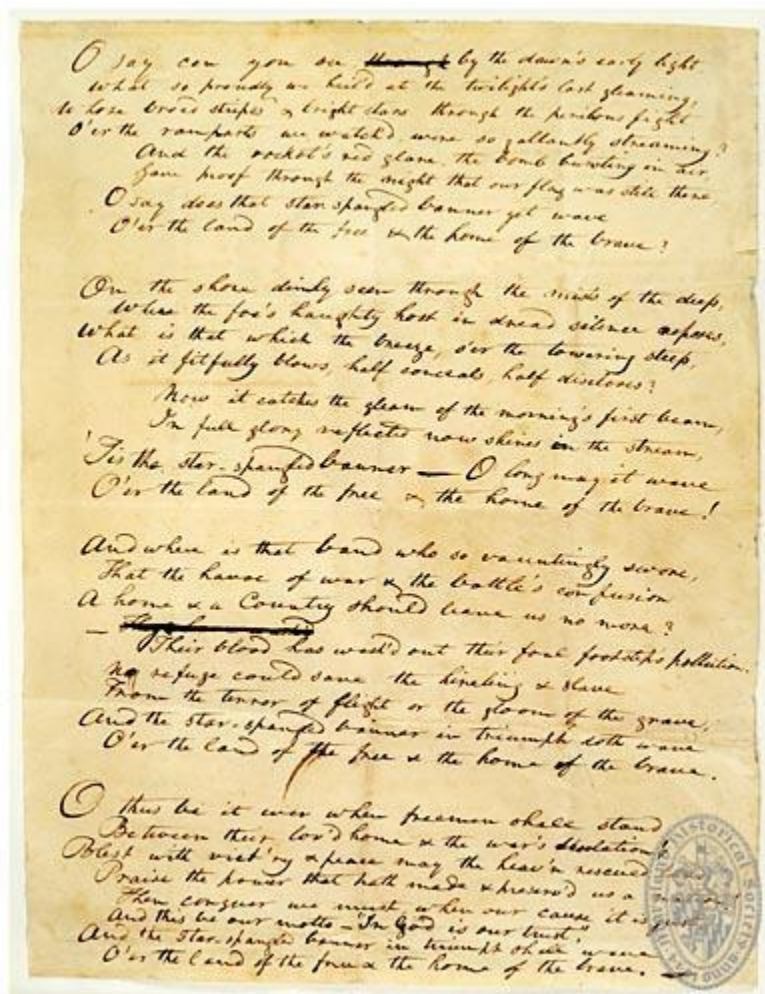 O say can you see through by the dawn's early light
What so proudly we hail'd at the twilight's last gleaming,
Whose broad stripes & bright stars through the perilous fight
O'er the ramparts we watch'd were so gallantly streaming?
And the rocket's red glare, the bomb bursting in air
Gave proof through the night that our flag was still there
O say does that star-spangled banner yet wave
O'er the land of the free & the home of the brave?
On the shore dimly seen through the mists of the deep,
Where the foe's haughty host in dread silence reposes,
What is that which the breeze, o'er the towering steep,
As it fitfully blows, half conceals, half discloses?
Now it catches the gleam of the morning's first beam,
In full glory reflected now shines in the stream,
'Tis the star-spangled banner — O long may it wave
O'er the land of the free & the home of the brave!
And where is that band who so vauntingly swore,
That the havoc of war & the battle's confusion
A home & a Country should leave us no more?
—
Their blood has wash'd out their foul footstep's pollution.
No refuge could save the hireling & slave
From the terror of flight or the gloom of the grave,
And the star-spangled banner in triumph doth wave
O'er the land of the free & the home of the brave.
O thus be it ever when freemen shall stand
Between their lov'd home & the war's desolation!
Blest with vict'ry & peace may the heav'n rescued
Praise the power that hath made & preserv'd us a nation!
Then conquer we must, when our cause it is just,
And this be our motto — "In God is our trust,"
And the star-spangled banner in triumph shall wave
O'er the land of the free & the home of the brave. —
Historical Society